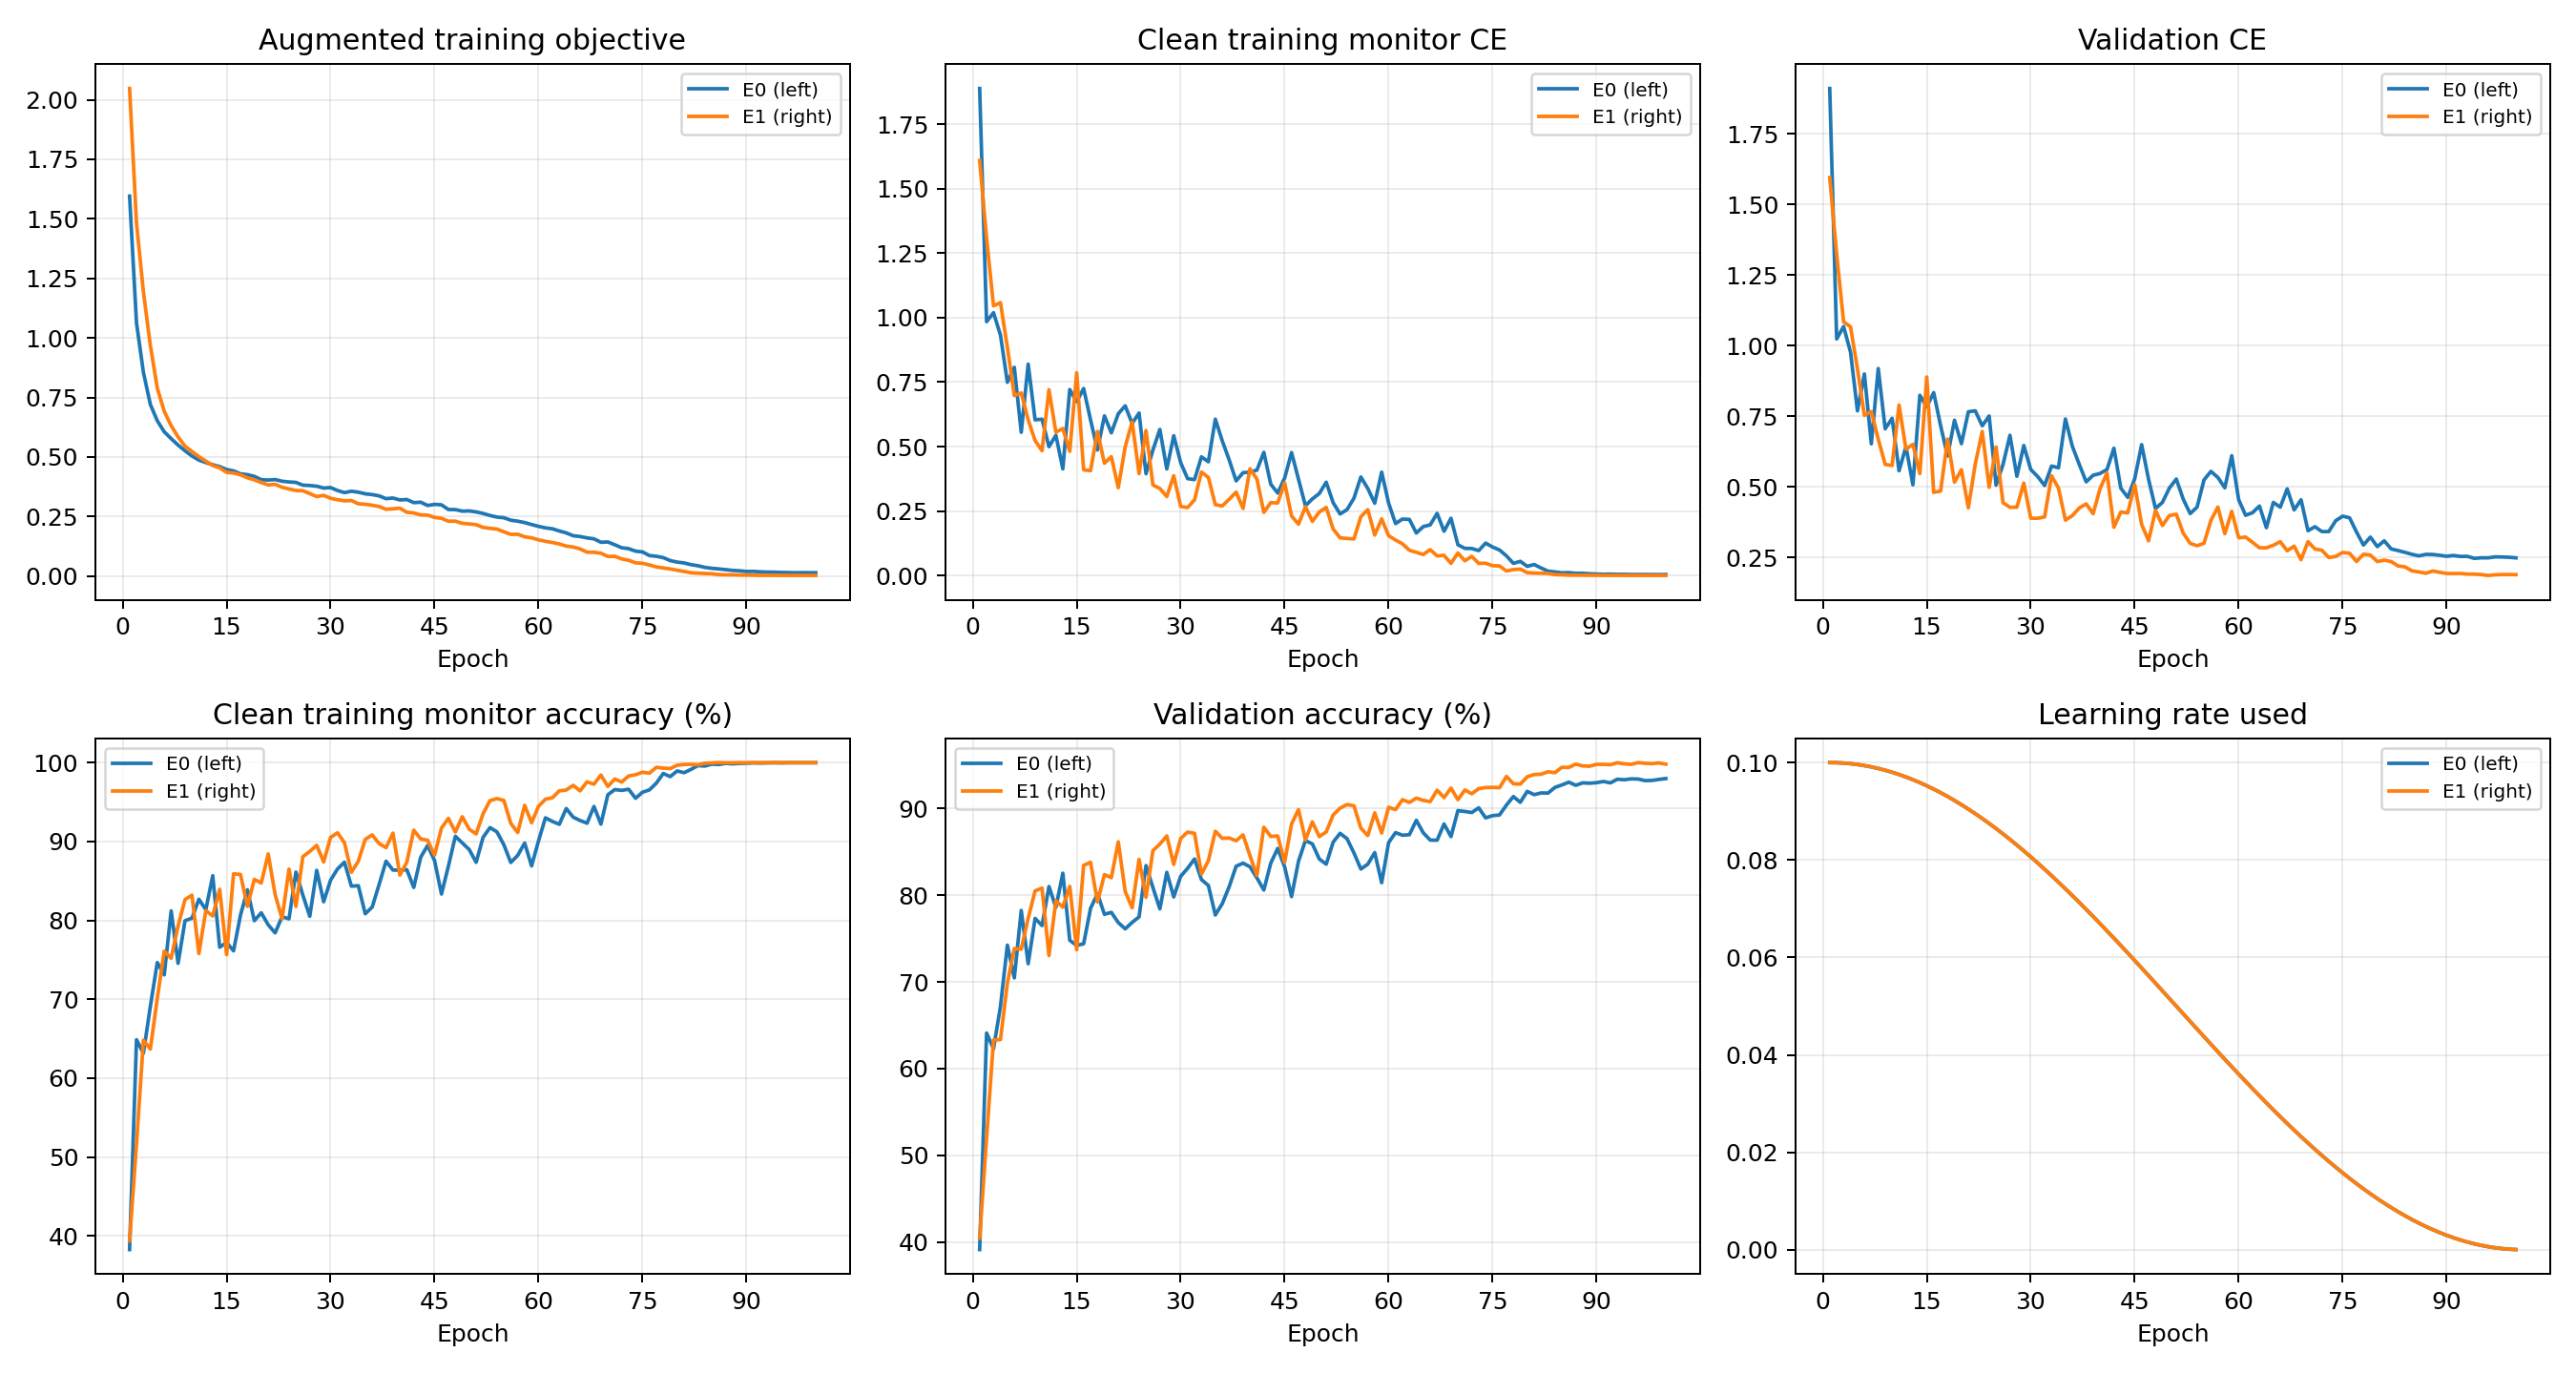 Augmented training objective
E0 (left)
E1 (right)
2.00
1.75
1.50
1.25
1.00
0.75
0.50
0.25
0.00
0 15 30 45 60 75 90
Epoch
Clean training monitor CE
E0 (left)
E1 (right)
1.75
1.50
1.25
1.00
0.75
0.50
0.25
0.00
0 15 30 45 60 75 90
Epoch
Validation CE
E0 (left)
E1 (right)
1.75
1.50
1.25
1.00
0.75
0.50
0.25
0 15 30 45 60 75 90
Epoch
Clean training monitor accuracy (%)
E0 (left)
E1 (right)
100
90
80
70
60
50
40
0 15 30 45 60 75 90
Epoch
Validation accuracy (%)
E0 (left)
E1 (right)
90
80
70
60
50
40
0 15 30 45 60 75 90
Epoch
Learning rate used
E0 (left)
E1 (right)
0.10
0.08
0.06
0.04
0.02
0.00
0 15 30 45 60 75 90
Epoch